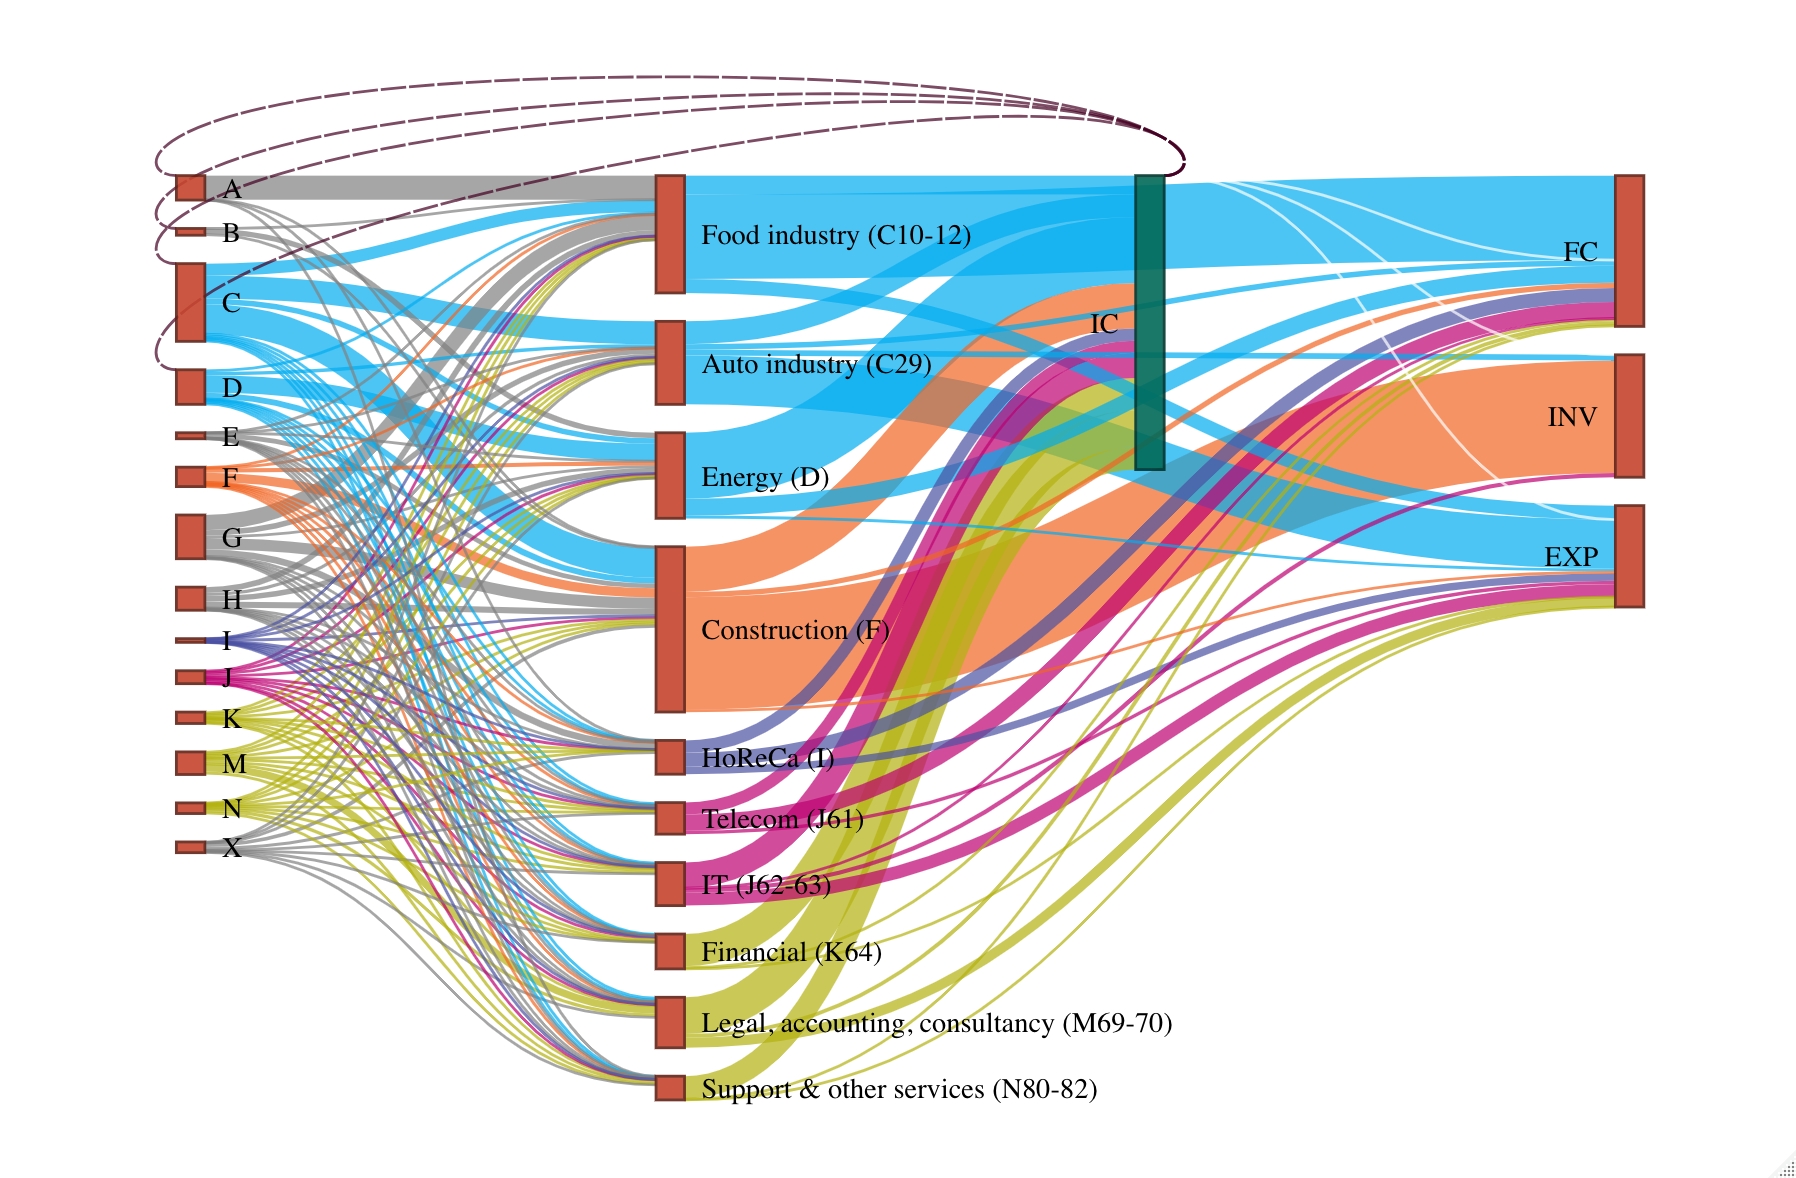 A
B
C
D
E
F
G
H
I
J
K
M
N
X
Food industry (C10-12)
Auto industry (C29)
Energy (D)
Construction (F)
HoReCa (I)
Telecom (J61)
IT (J62-63)
Financial (K64)
Legal, accounting, consultancy (M69-70)
Support & other services (N80-82)
IC
FC
INV
EXP